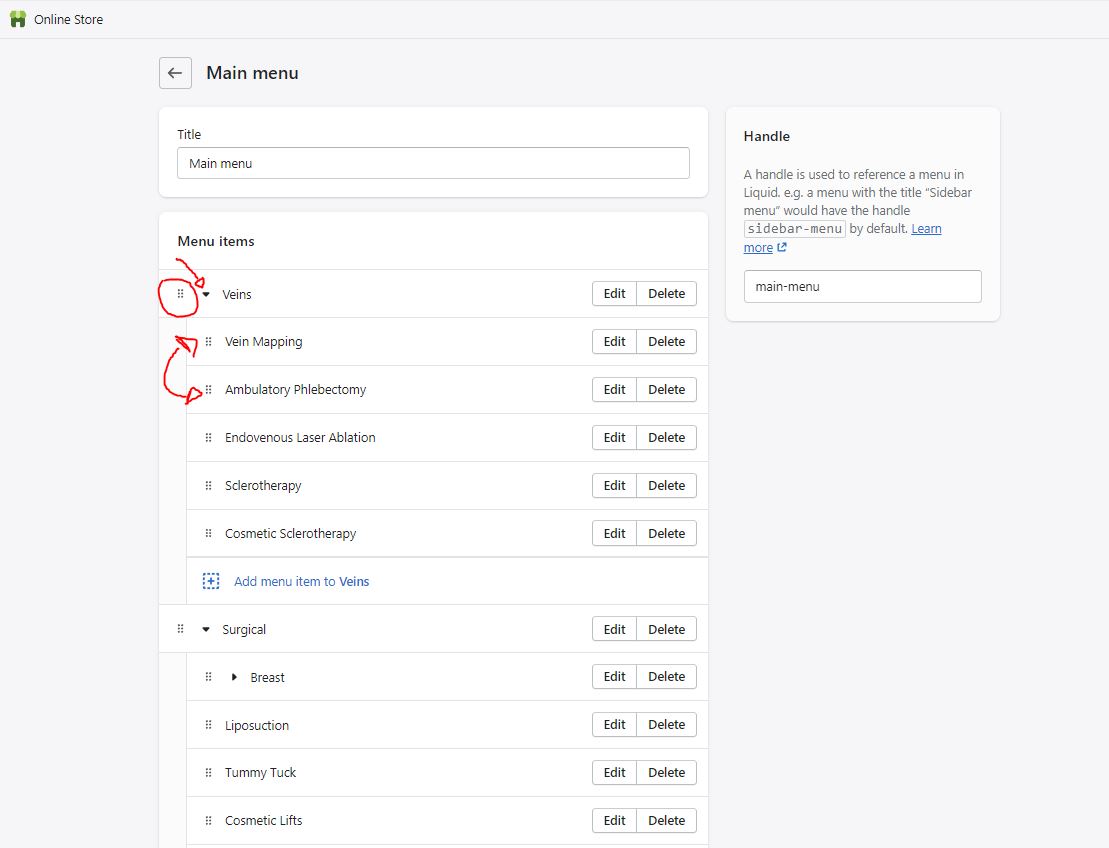 Online Store
Main menu
Title
Main menu
Menu items
Veins Edit Delete
Vein Mapping Edit Delete
Ambulatory Phlebectomy Edit Delete
Endovenous Laser Ablation Edit Delete
Sclerotherapy Edit Delete
Cosmetic Sclerotherapy Edit Delete
Add menu item to Veins
Surgical Edit Delete
Breast Edit Delete
Liposuction Edit Delete
Tummy Tuck Edit Delete
Cosmetic Lifts Edit Delete
Handle
A handle is used to reference a menu in
Liquid. e.g. a menu with the title “Sidebar
menu” would have the handle
sidebar-menu by default. Learn
more
main-menu